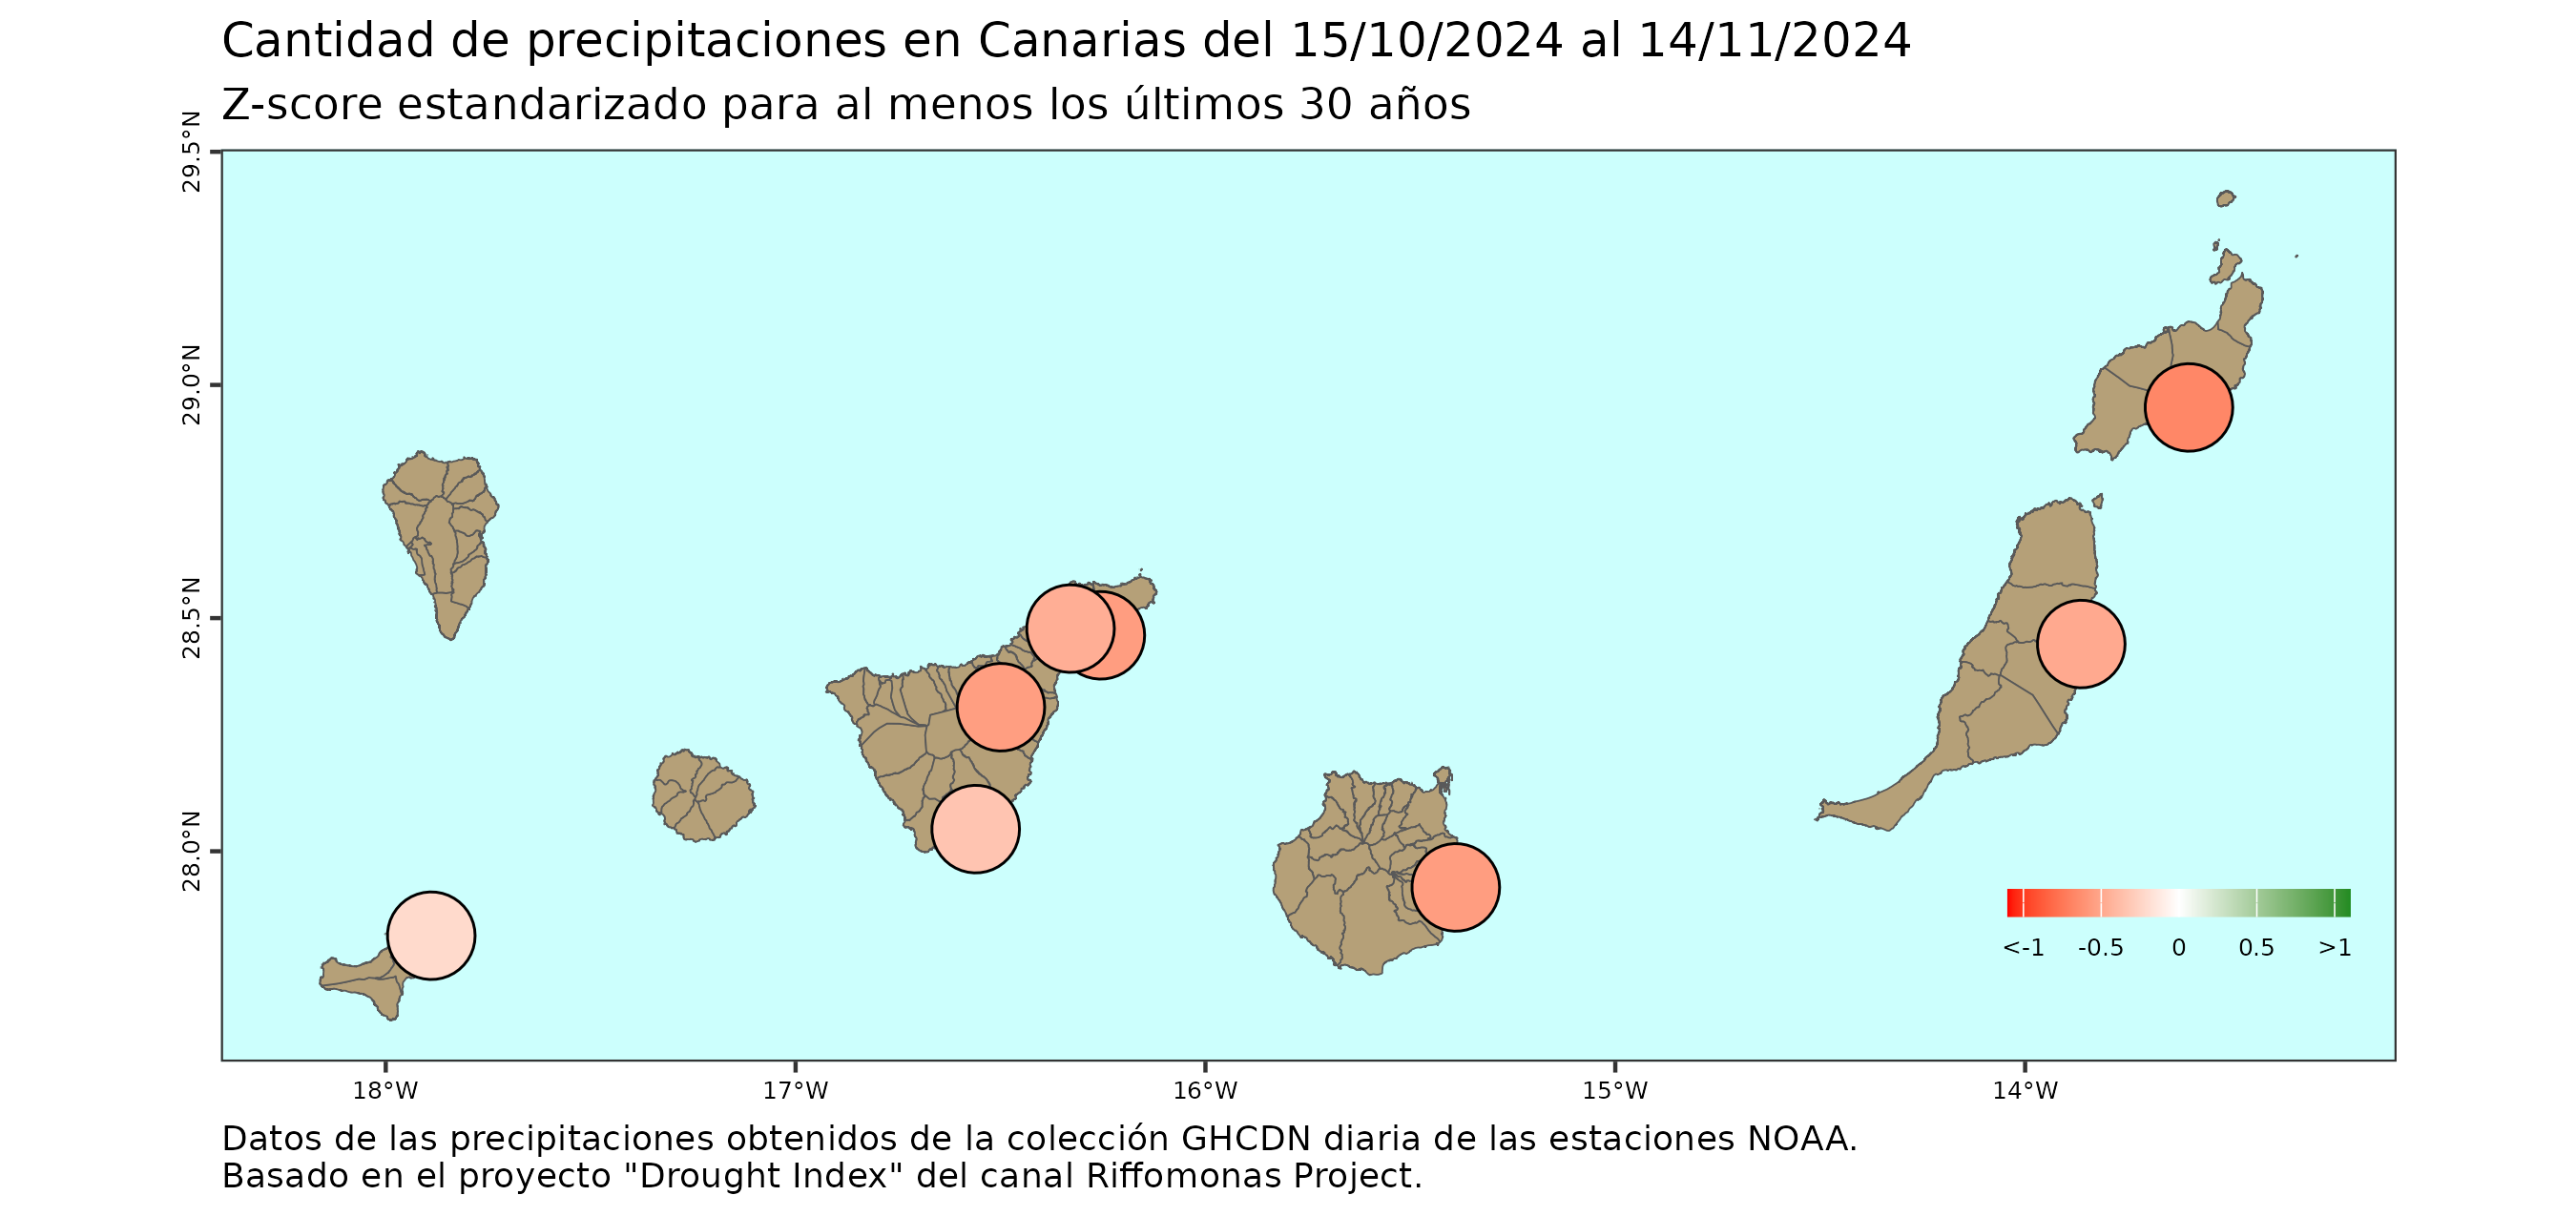 Cantidad de precipitaciones en Canarias del 15/10/2024 al 14/11/2024
Z-score estandarizado para al menos los últimos 30 años
29.5°N
29.0°N
28.5°N
28.0°N
<-1 -0.5 0 0.5 >1
18°W 17°W 16°W 15°W 14°W
Datos de las precipitaciones obtenidos de la colección GHCDN diaria de las estaciones NOAA.
Basado en el proyecto "Drought Index" del canal Riffomonas Project.